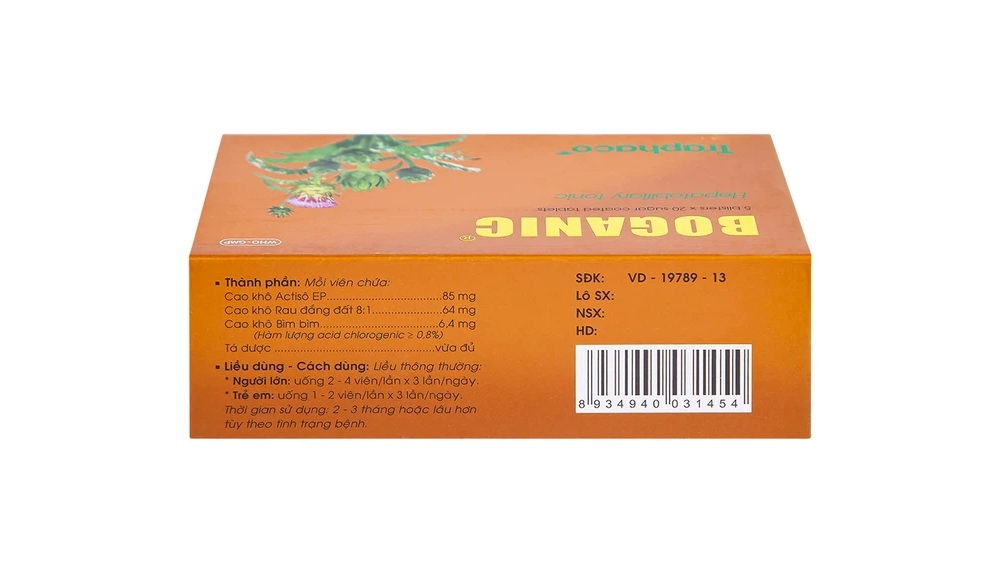 Traphaco®
Hepatobiliary tonic
5 blisters x 20 sugar coated tablets
BOGANIC®
WHO-GMP
▪ Thành phần: Mỗi viên chứa:
Cao khô Actisô EP....................................85 mg
Cao khô Rau đắng đất 8:1......................64 mg
Cao khô Bìm bìm....................................6,4 mg
(Hàm lượng acid chlorogenic ≥ 0,8%)
Tá dược .................................................vừa đủ
▪ Liều dùng - Cách dùng: Liều thông thường:
* Người lớn: uống 2 - 4 viên/lần x 3 lần/ngày.
* Trẻ em: uống 1 - 2 viên/lần x 3 lần/ngày.
Thời gian sử dụng: 2 - 3 tháng hoặc lâu hơn
tùy theo tình trạng bệnh.
SĐK: VD - 19789 - 13
Lô SX:
NSX:
HD:
8 934940 031454